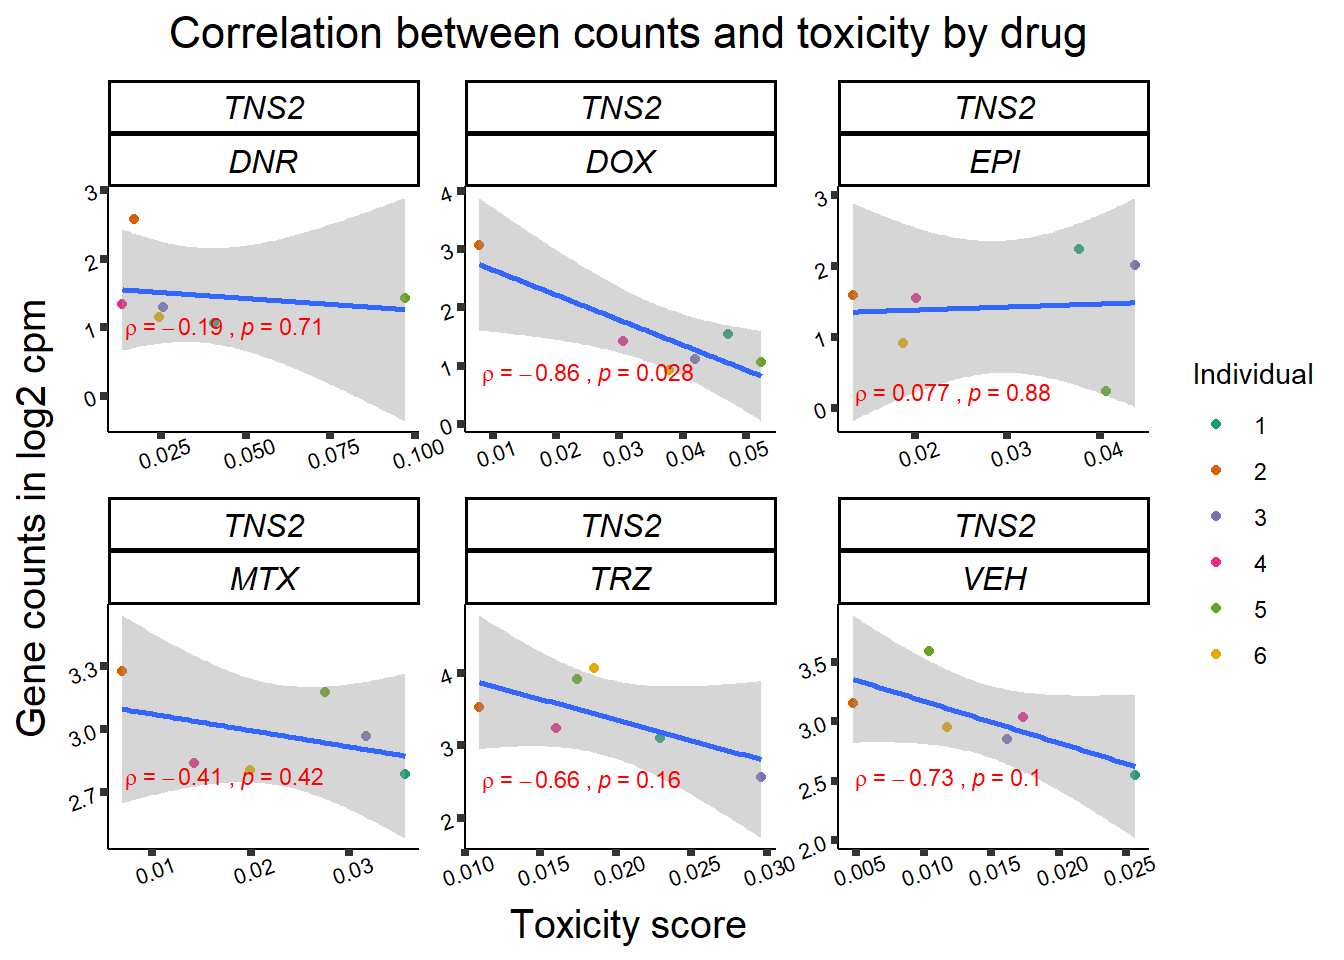 Correlation between counts and toxicity by drug
TNS2
TNS2
TNS2
DNR
DOX
EPI
3
2
1
0
ρ = −0.19 , p = 0.71
0.025
0.050
0.075
0.100
4
3
2
1
0
ρ = −0.86 , p = 0.028
0.01
0.02
0.03
0.04
0.05
3
2
1
0
ρ = 0.077 , p = 0.88
0.02
0.03
0.04
TNS2
TNS2
TNS2
MTX
TRZ
VEH
3.3
3.0
2.7
ρ = −0.41 , p = 0.42
0.01
0.02
0.03
4
3
2
ρ = −0.66 , p = 0.16
0.010
0.015
0.020
0.025
0.030
3.5
3.0
2.5
2.0
ρ = −0.73 , p = 0.1
0.005
0.010
0.015
0.020
0.025
Gene counts in log2 cpm
Toxicity score
Individual
1
2
3
4
5
6